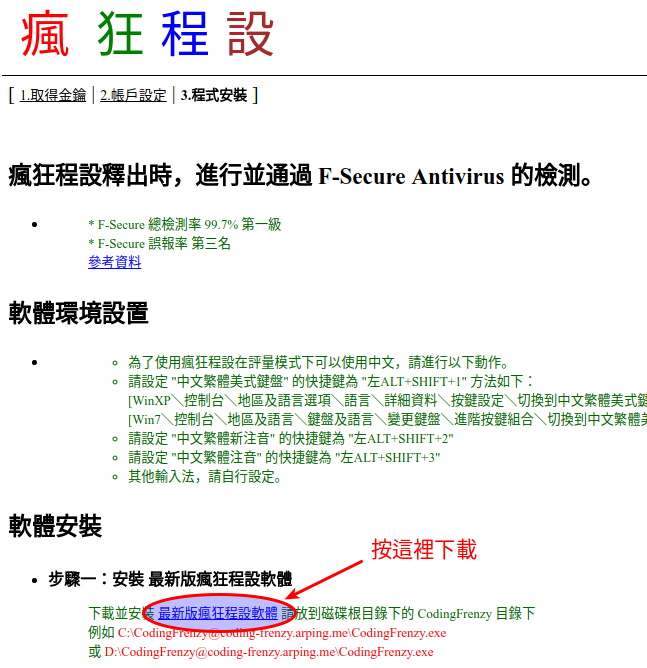 瘋 狂 程 設
[ 1.取得金鑰 | 2.帳戶設定 | 3.程式安裝 ]
瘋狂程設釋出時，進行並通過 F-Secure Antivirus 的檢測。
* F-Secure 總檢測率 99.7% 第一級
* F-Secure 誤報率 第三名
參考資料
軟體環境設置
為了使用瘋狂程設在評量模式下可以使用中文，請進行以下動作。
請設定 "中文繁體美式鍵盤" 的快捷鍵為 "左ALT+SHIFT+1" 方法如下：
[WinXP＼控制台＼地區及語言選項＼語言＼詳細資料＼按鍵設定＼切換到中文繁體美式鍵
[Win7＼控制台＼地區及語言＼鍵盤及語言＼變更鍵盤＼進階按鍵組合＼切換到中文繁體美
請設定 "中文繁體新注音" 的快捷鍵為 "左ALT+SHIFT+2"
請設定 "中文繁體注音" 的快捷鍵為 "左ALT+SHIFT+3"
其他輸入法，請自行設定。
軟體安裝
按這裡下載
步驟一：安裝 最新版瘋狂程設軟體
下載並安裝 最新版瘋狂程設軟體 請放到磁碟根目錄下的 CodingFrenzy 目錄下
例如 C:\CodingFrenzy@coding-frenzy.arping.me\CodingFrenzy.exe
或 D:\CodingFrenzy@coding-frenzy.arping.me\CodingFrenzy.exe